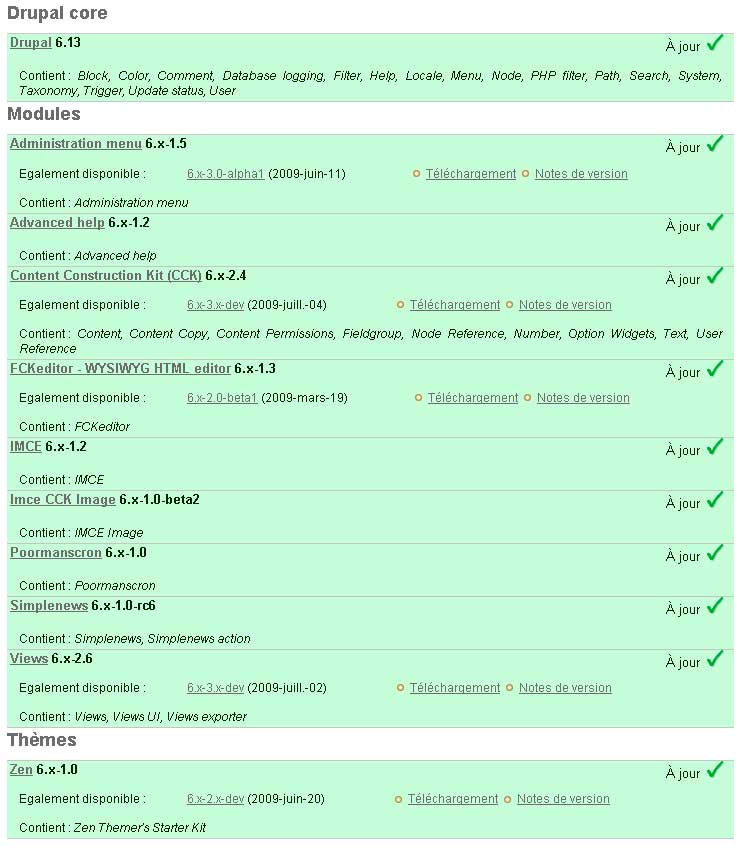 Drupal core
Drupal 6.13 À jour
Contient : Block, Color, Comment, Database logging, Filter, Help, Locale, Menu, Node, PHP filter, Path, Search, System,
Taxonomy, Trigger, Update status, User
Modules
Administration menu 6.x-1.5 À jour
Egalement disponible : 6.x-3.0-alpha1 (2009-juin-11) Téléchargement Notes de version
Contient : Administration menu
Advanced help 6.x-1.2 À jour
Contient : Advanced help
Content Construction Kit (CCK) 6.x-2.4 À jour
Egalement disponible : 6.x-3.x-dev (2009-juill.-04) Téléchargement Notes de version
Contient : Content, Content Copy, Content Permissions, Fieldgroup, Node Reference, Number, Option Widgets, Text, User
Reference
FCKeditor - WYSIWYG HTML editor 6.x-1.3 À jour
Egalement disponible : 6.x-2.0-beta1 (2009-mars-19) Téléchargement Notes de version
Contient : FCKeditor
IMCE 6.x-1.2 À jour
Contient : IMCE
Imce CCK Image 6.x-1.0-beta2 À jour
Contient : IMCE Image
Poormanscron 6.x-1.0 À jour
Contient : Poormanscron
Simplenews 6.x-1.0-rc6 À jour
Contient : Simplenews, Simplenews action
Views 6.x-2.6 À jour
Egalement disponible : 6.x-3.x-dev (2009-juill.-02) Téléchargement Notes de version
Contient : Views, Views UI, Views exporter
Thèmes
Zen 6.x-1.0 À jour
Egalement disponible : 6.x-2.x-dev (2009-juin-20) Téléchargement Notes de version
Contient : Zen Themer's Starter Kit